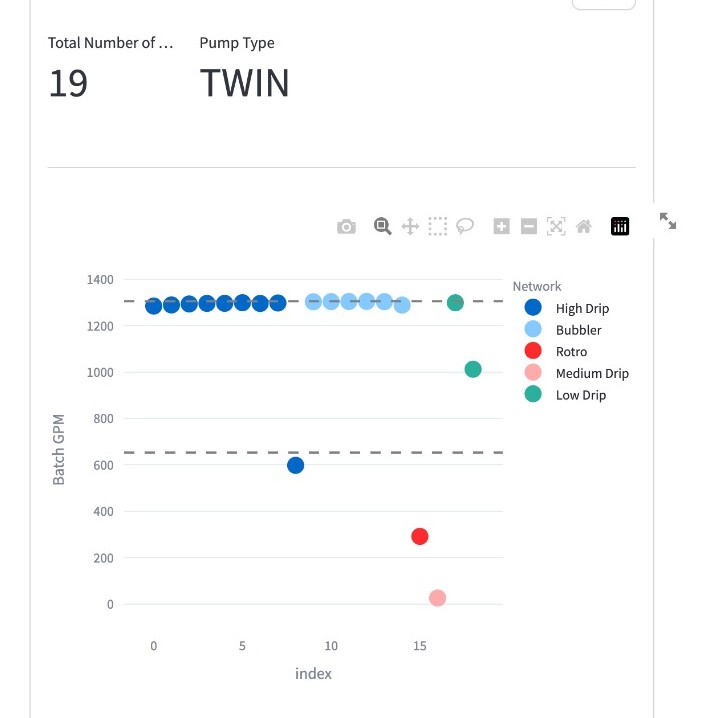 Total Number of ...
Pump Type
19
TWIN
1400
1200
1000
800
600
400
200
0
Batch GPM
0
5
10
15
index
Network
High Drip
Bubbler
Rotro
Medium Drip
Low Drip